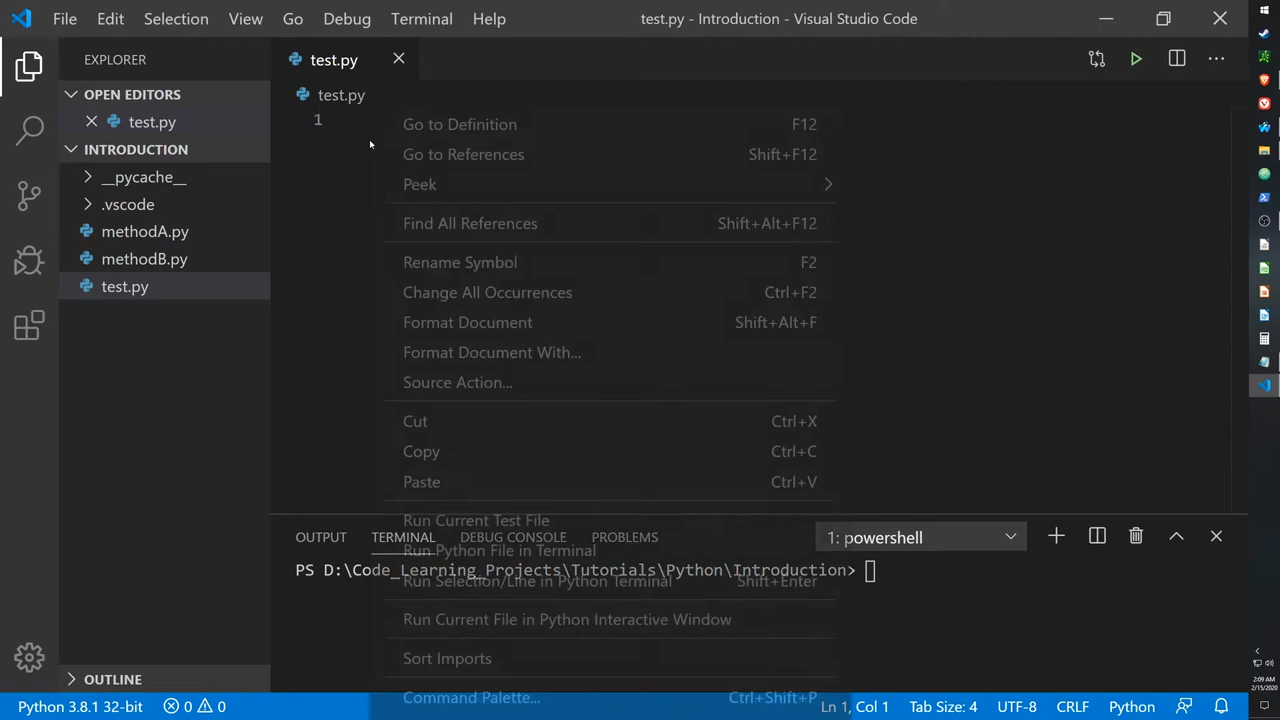 File Edit Selection View Go Debug Terminal Help test.py - Introduction - Visual Studio Code
EXPLORER
test.py
OPEN EDITORS
test.py
INTRODUCTION
__pycache__
.vscode
methodA.py
methodB.py
test.py
OUTLINE
test.py
1
Go to Definition F12
Go to References Shift+F12
Peek
Find All References Shift+Alt+F12
Rename Symbol F2
Change All Occurrences Ctrl+F2
Format Document Shift+Alt+F
Format Document With...
Source Action...
Cut Ctrl+X
Copy Ctrl+C
Paste Ctrl+V
Run Current Test File
Run Python File in Terminal
Run Selection/Line in Python Terminal Shift+Enter
Run Current File in Python Interactive Window
Sort Imports
Command Palette... Ctrl+Shift+P
OUTPUT TERMINAL DEBUG CONSOLE PROBLEMS 1: powershell
PS D:\Code_Learning_Projects\Tutorials\Python\Introduction>
Python 3.8.1 32-bit 0 0 Ln 1, Col 1 Tab Size: 4 UTF-8 CRLF Python
2:09 AM
2/15/2020